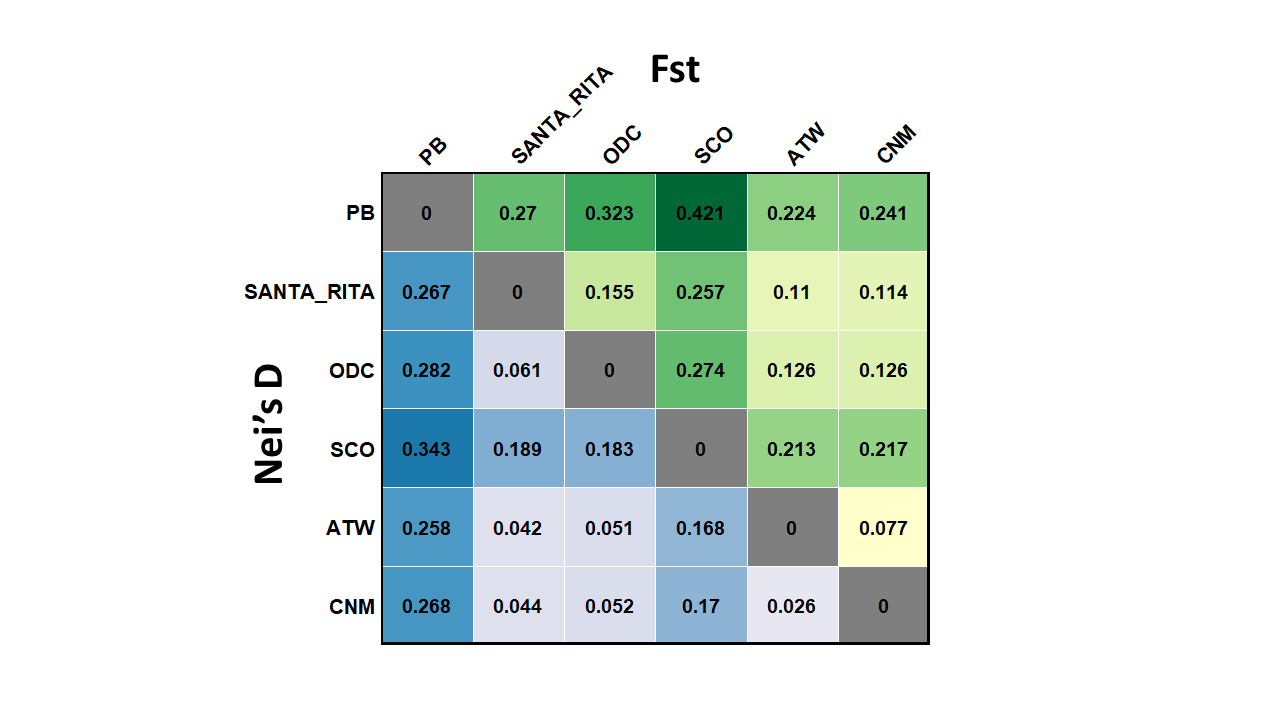 Fst
PB SANTA_RITA ODC SCO ATW CNM
PB 0 0.27 0.323 0.421 0.224 0.241
SANTA_RITA 0.267 0 0.155 0.257 0.11 0.114
ODC 0.282 0.061 0 0.274 0.126 0.126
SCO 0.343 0.189 0.183 0 0.213 0.217
ATW 0.258 0.042 0.051 0.168 0 0.077
CNM 0.268 0.044 0.052 0.17 0.026 0
Nei’s D